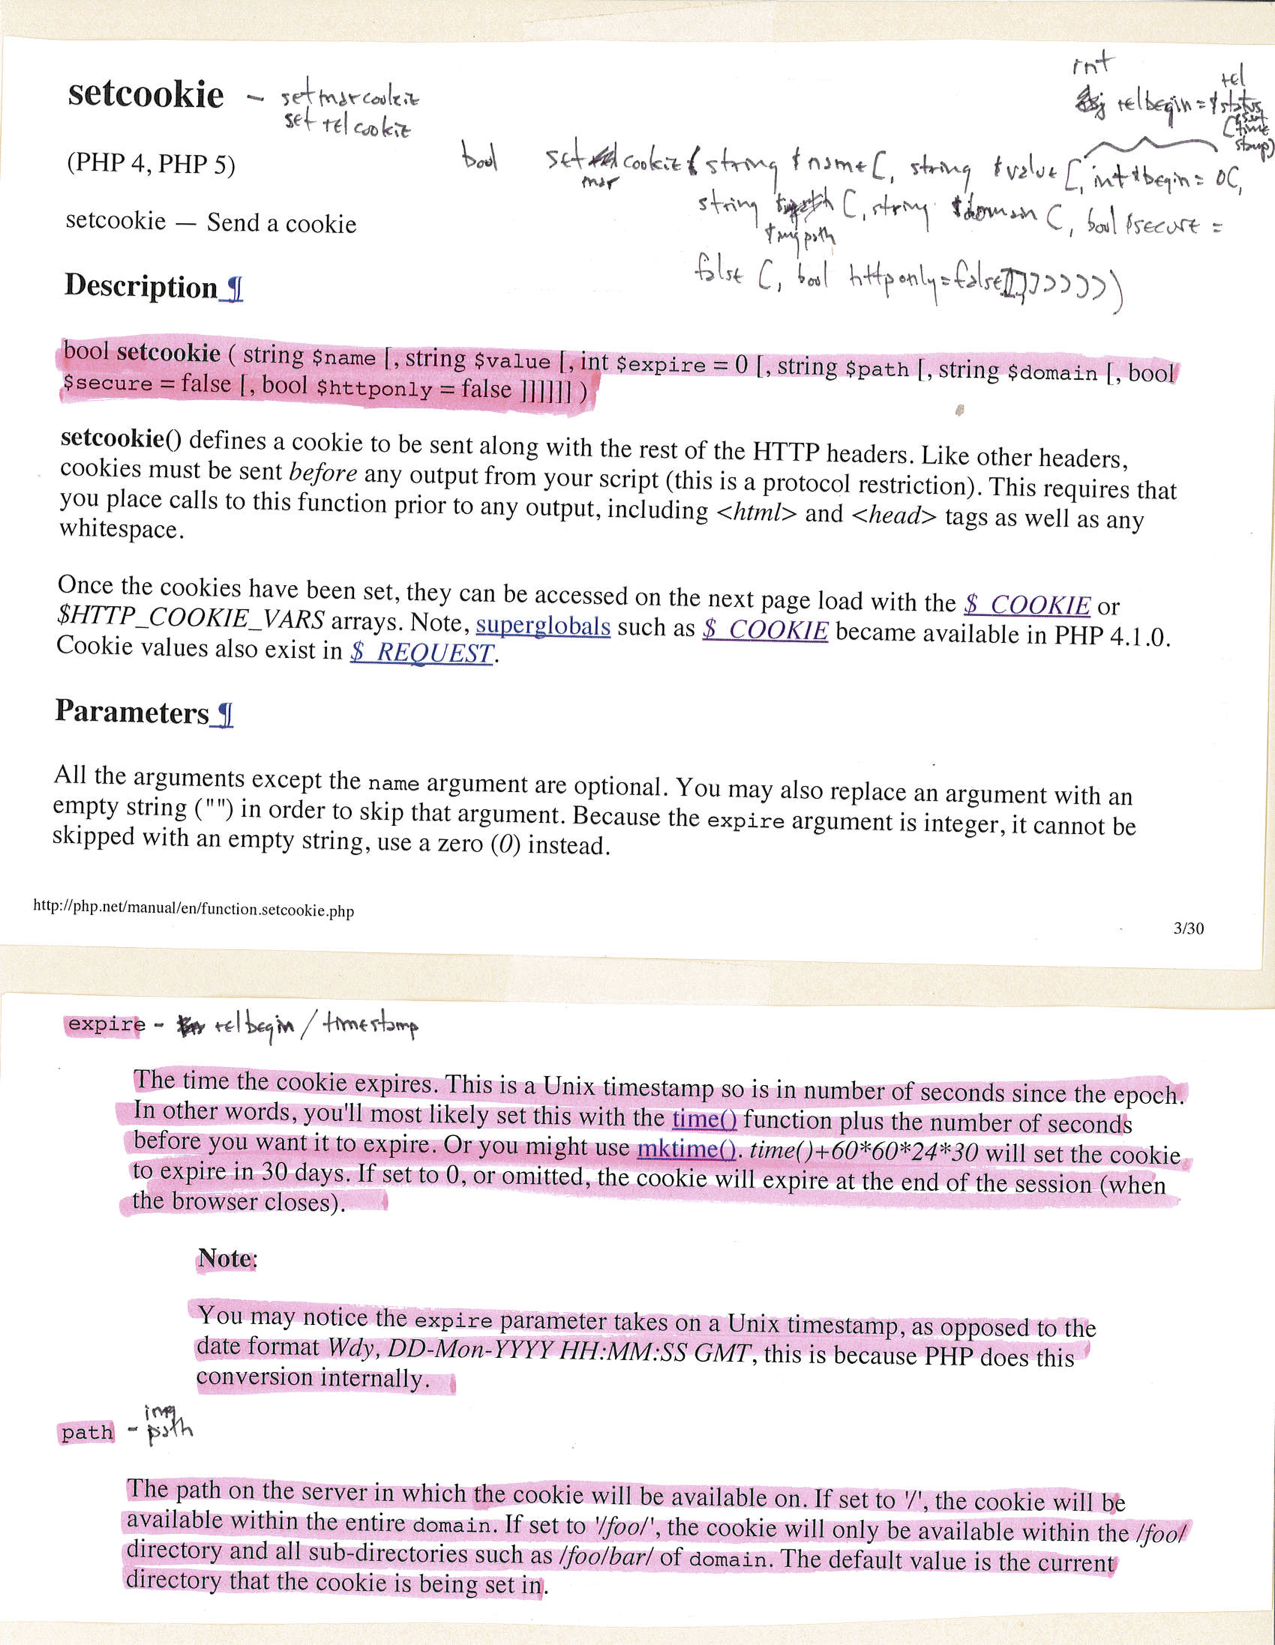 setcookie - setmarcookie
set relcookie
int
relbegin = $status
rel
(PHP 4, PHP 5)
bool set cookie ( string $name [, string $value [, int $begin = 0 [,
mar
string [, string $domain [, bool $secure =
$imgpath
false [, bool httponly = false ]]]]]])
setcookie — Send a cookie
Description ¶
bool setcookie ( string $name [, string $value [, int $expire = 0 [, string $path [, string $domain [, bool
$secure = false [, bool $httponly = false ]]]]]] )
setcookie() defines a cookie to be sent along with the rest of the HTTP headers. Like other headers,
cookies must be sent before any output from your script (this is a protocol restriction). This requires that
you place calls to this function prior to any output, including <html> and <head> tags as well as any
whitespace.
Once the cookies have been set, they can be accessed on the next page load with the $_COOKIE or
$HTTP_COOKIE_VARS arrays. Note, superglobals such as $_COOKIE became available in PHP 4.1.0.
Cookie values also exist in $_REQUEST.
Parameters ¶
All the arguments except the name argument are optional. You may also replace an argument with an
empty string ("") in order to skip that argument. Because the expire argument is integer, it cannot be
skipped with an empty string, use a zero (0) instead.
http://php.net/manual/en/function.setcookie.php
3/30
expire - relbegin / timestamp
The time the cookie expires. This is a Unix timestamp so is in number of seconds since the epoch.
In other words, you'll most likely set this with the time() function plus the number of seconds
before you want it to expire. Or you might use mktime(). time()+60*60*24*30 will set the cookie
to expire in 30 days. If set to 0, or omitted, the cookie will expire at the end of the session (when
the browser closes).
Note:
You may notice the expire parameter takes on a Unix timestamp, as opposed to the
date format Wdy, DD-Mon-YYYY HH:MM:SS GMT, this is because PHP does this
conversion internally.
img
path - path
The path on the server in which the cookie will be available on. If set to '/', the cookie will be
available within the entire domain. If set to '/foo/', the cookie will only be available within the /foo/
directory and all sub-directories such as /foo/bar/ of domain. The default value is the current
directory that the cookie is being set in.